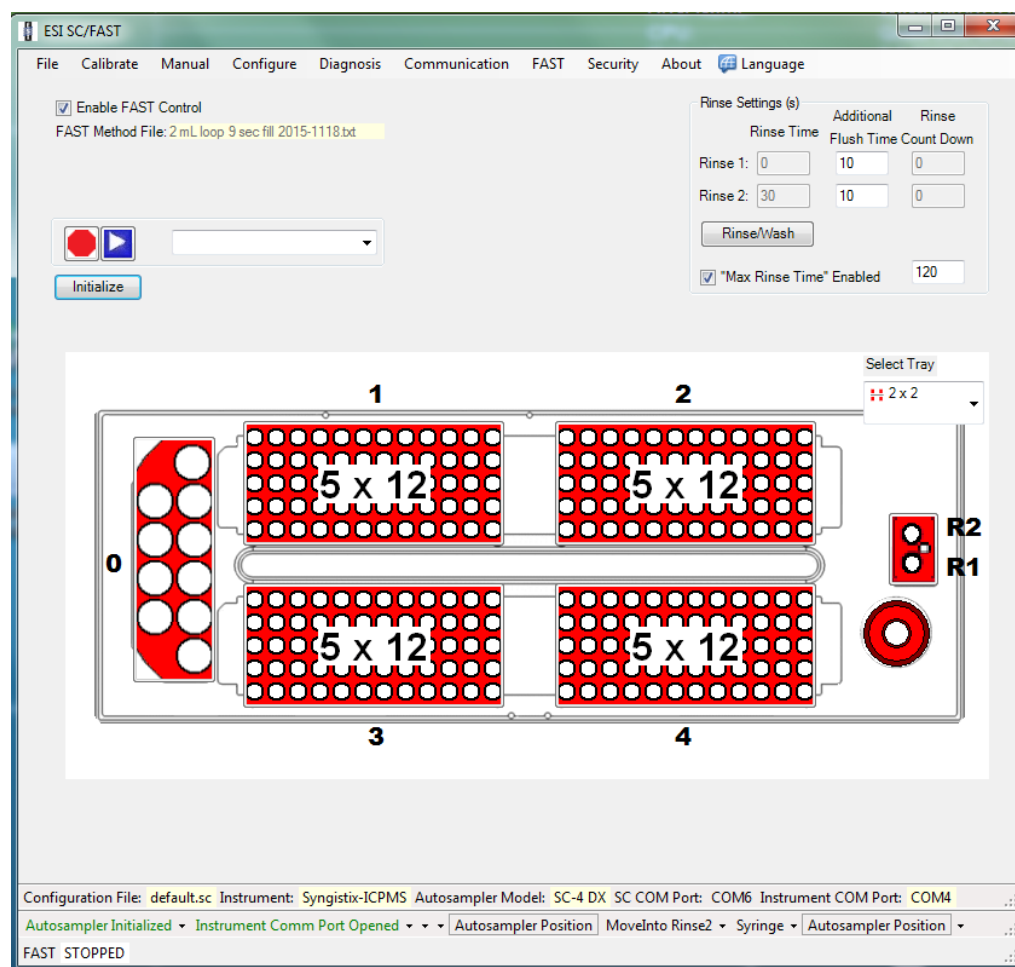 ESI SC/FAST
File Calibrate Manual Configure Diagnosis Communication FAST Security About Language
Enable FAST Control
FAST Method File: 2 mL loop 9 sec fill 2015-1118.txt
Rinse Settings (s)
Rinse Time Additional Flush Time Rinse Count Down
Rinse 1: 0 10 0
Rinse 2: 30 10 0
Rinse/Wash
"Max Rinse Time" Enabled 120
Initialize
Select Tray
2 x 2
1 2
5 x 12 5 x 12
R2
0
R1
5 x 12 5 x 12
3 4
Configuration File: default.sc Instrument: Syngistix-ICPMS Autosampler Model: SC-4 DX SC COM Port: COM6 Instrument COM Port: COM4
Autosampler Initialized Instrument Comm Port Opened Autosampler Position MoveInto Rinse2 Syringe Autosampler Position
FAST STOPPED